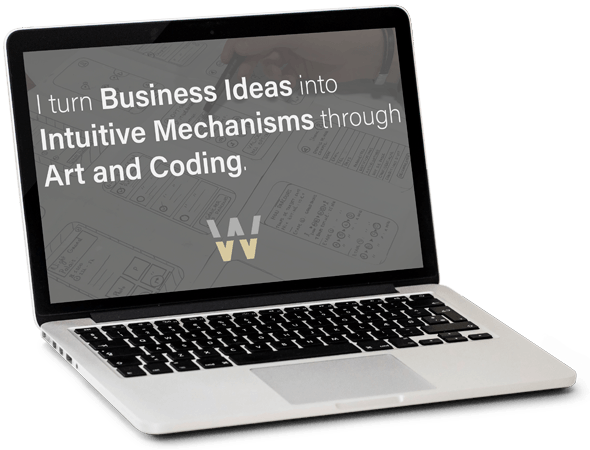 I turn Business Ideas into
Intuitive Mechanisms through
Art and Coding.
W